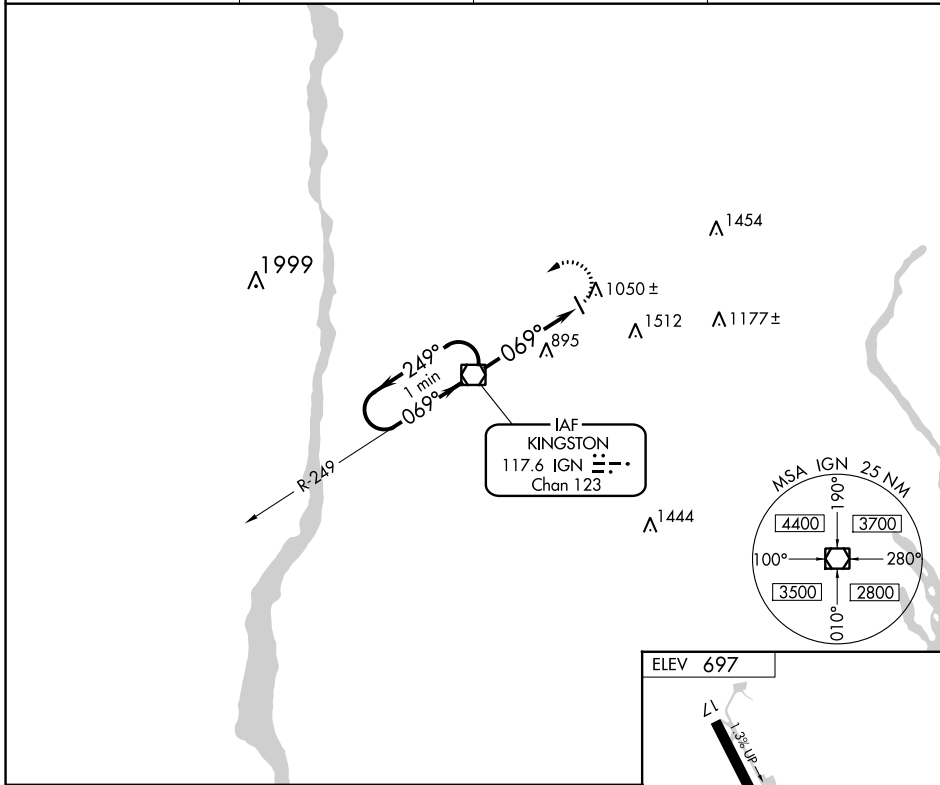 1454
1999
1050 ±
1512
1177 ±
895
069°
249°
1 min
069°
R-249
IAF
KINGSTON
117.6 IGN
Chan 123
1444
MSA IGN 25 NM
190°
4400
3700
100°
280°
3500
2800
010°
ELEV 697
17
1.3% UP